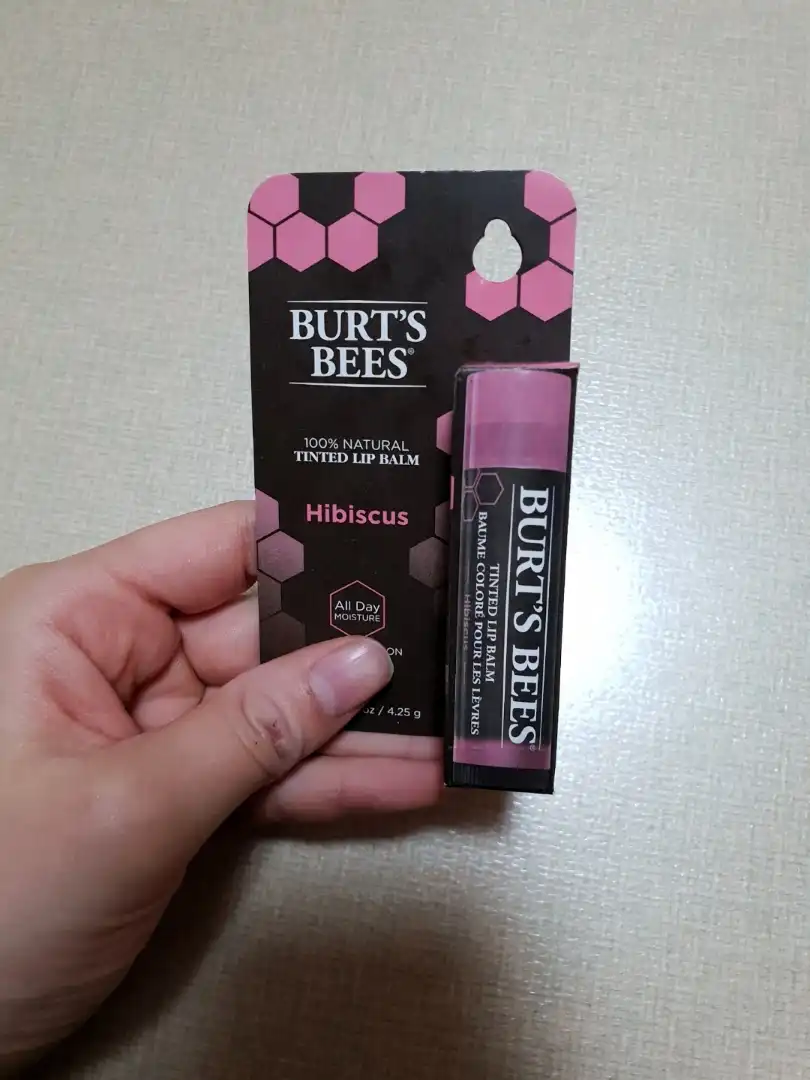 BURT'S
BEES®
100% NATURAL
TINTED LIP BALM
Hibiscus
All Day
MOISTURE
oz / 4.25 g
BURT'S BEES®
TINTED LIP BALM
BAUME COLORÉ POUR LES LÈVRES
Hibiscus